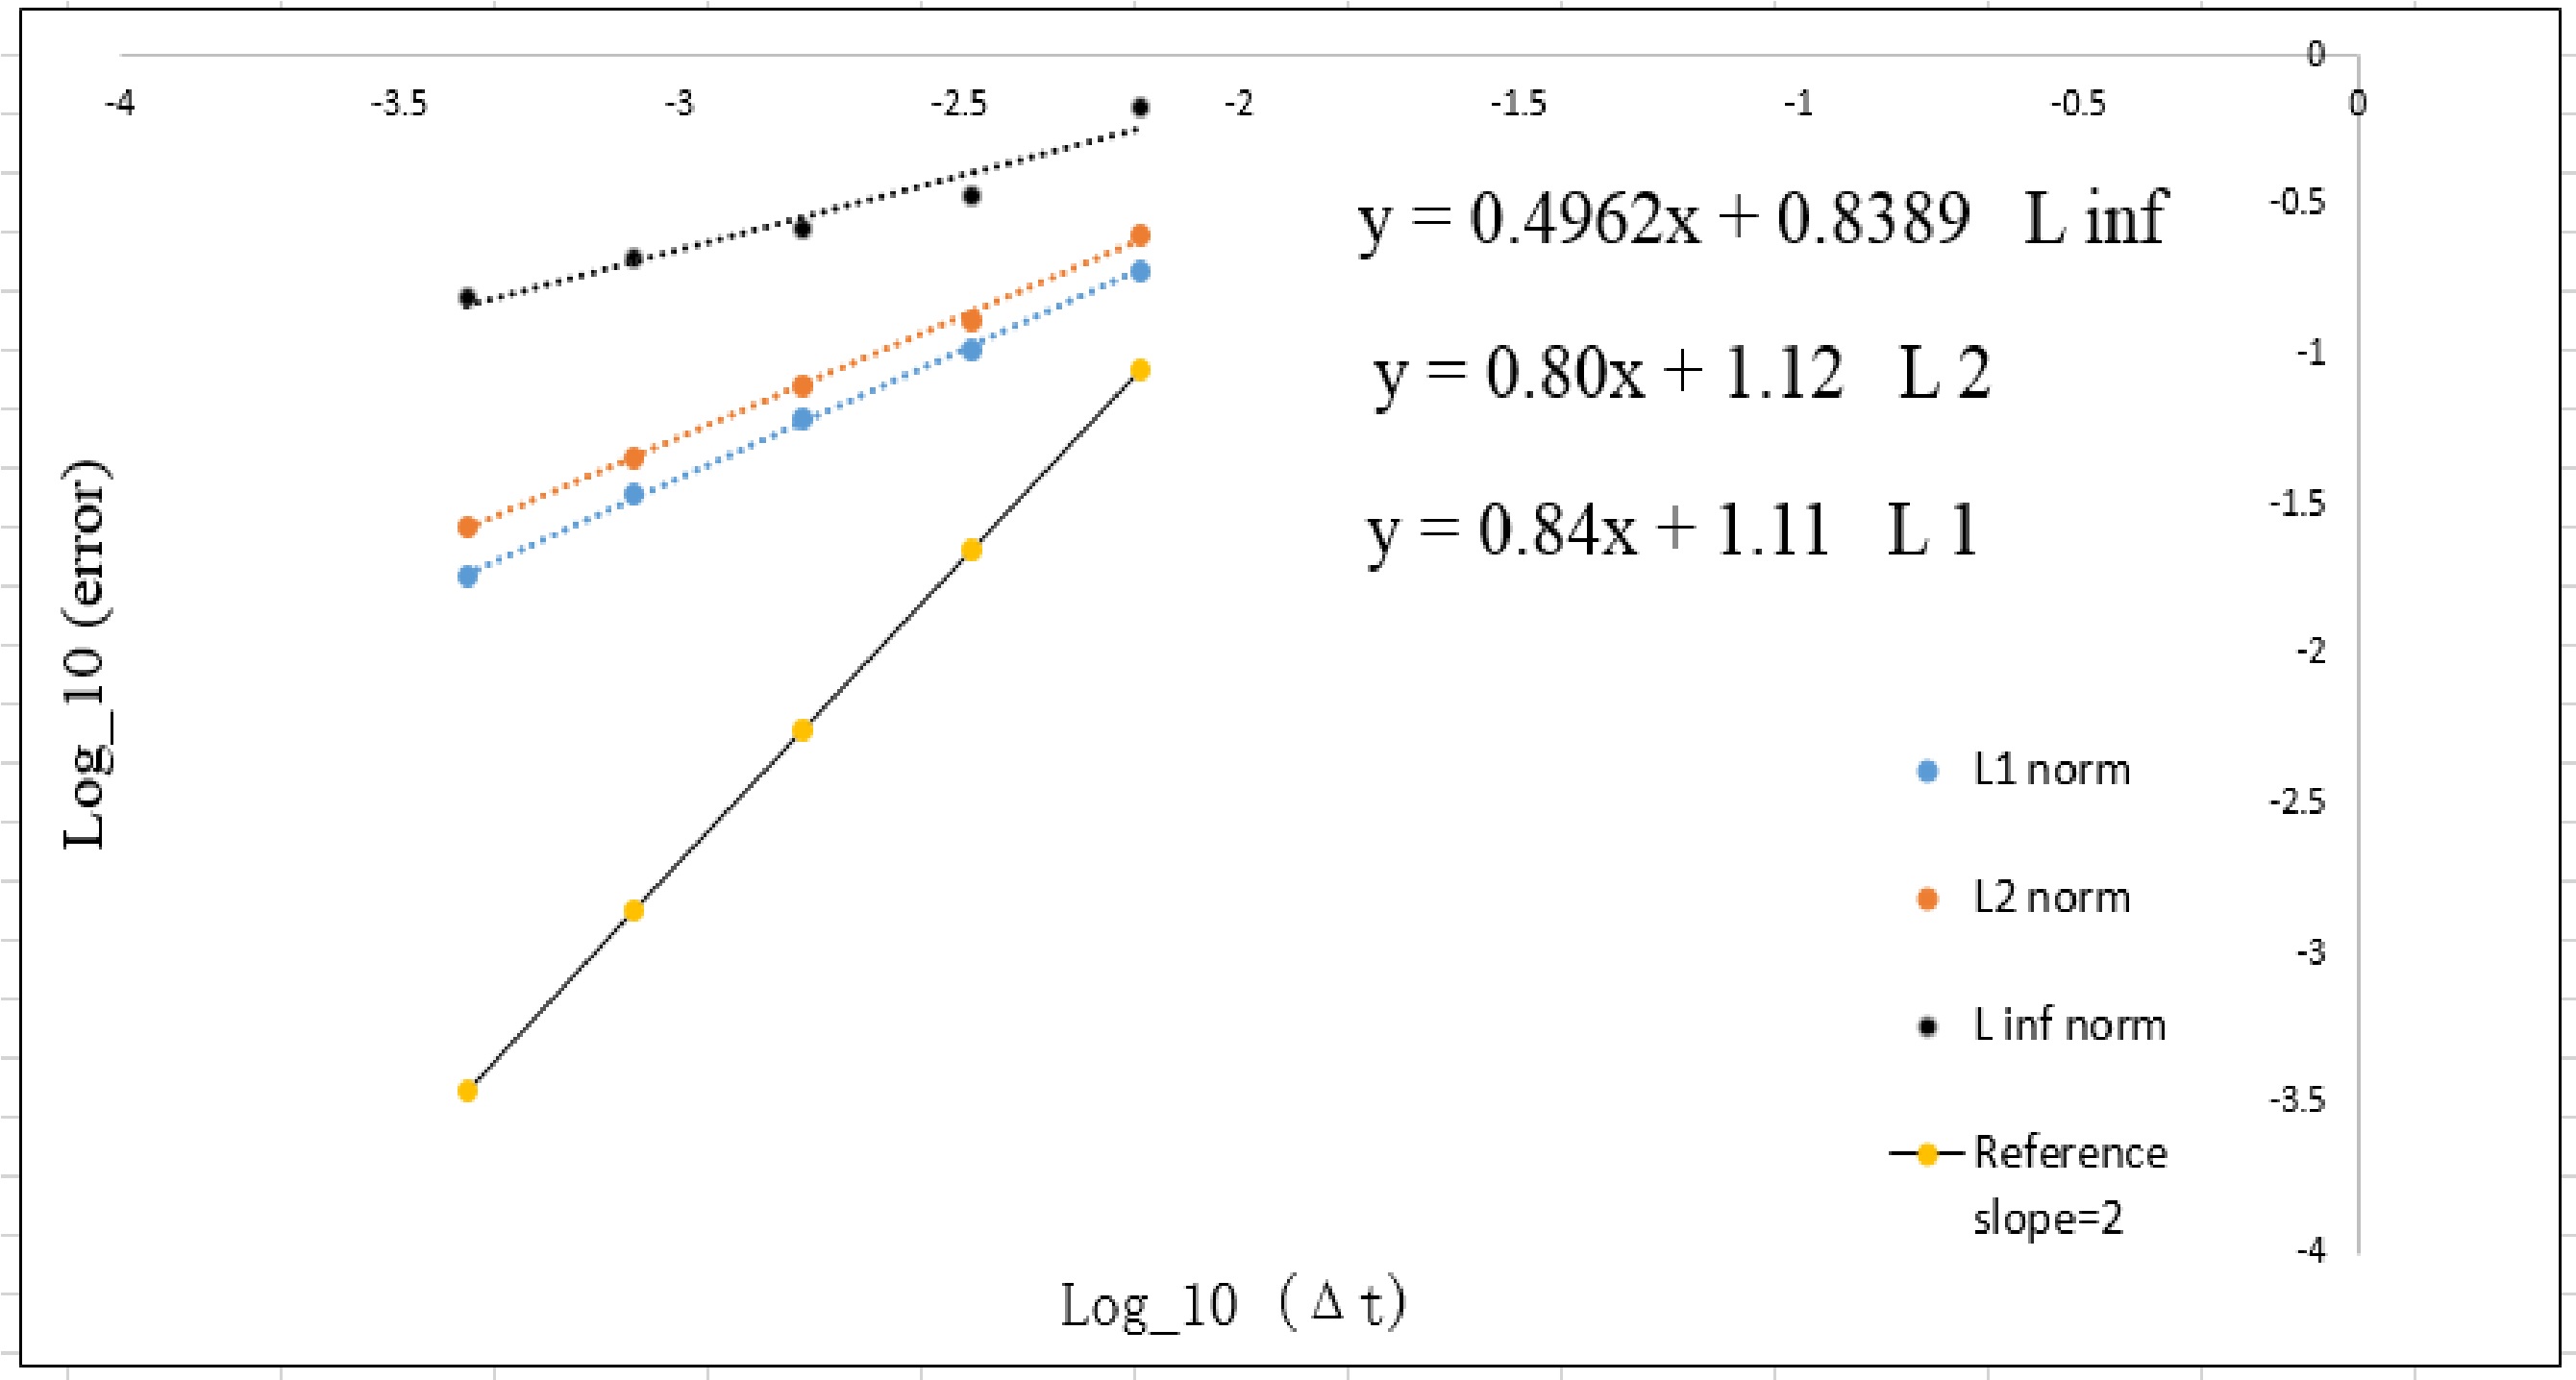 0
-4 -3.5 -3 -2.5 -2 -1.5 -1 -0.5 0
y = 0.4962x + 0.8389 L inf
-0.5
y = 0.80x + 1.12 L 2
-1
y = 0.84x + 1.11 L 1
-1.5
Log_10 (error)
-2
L1 norm
-2.5
L2 norm
-3
L inf norm
-3.5
Reference
slope=2
-4
Log_10 (Δt)